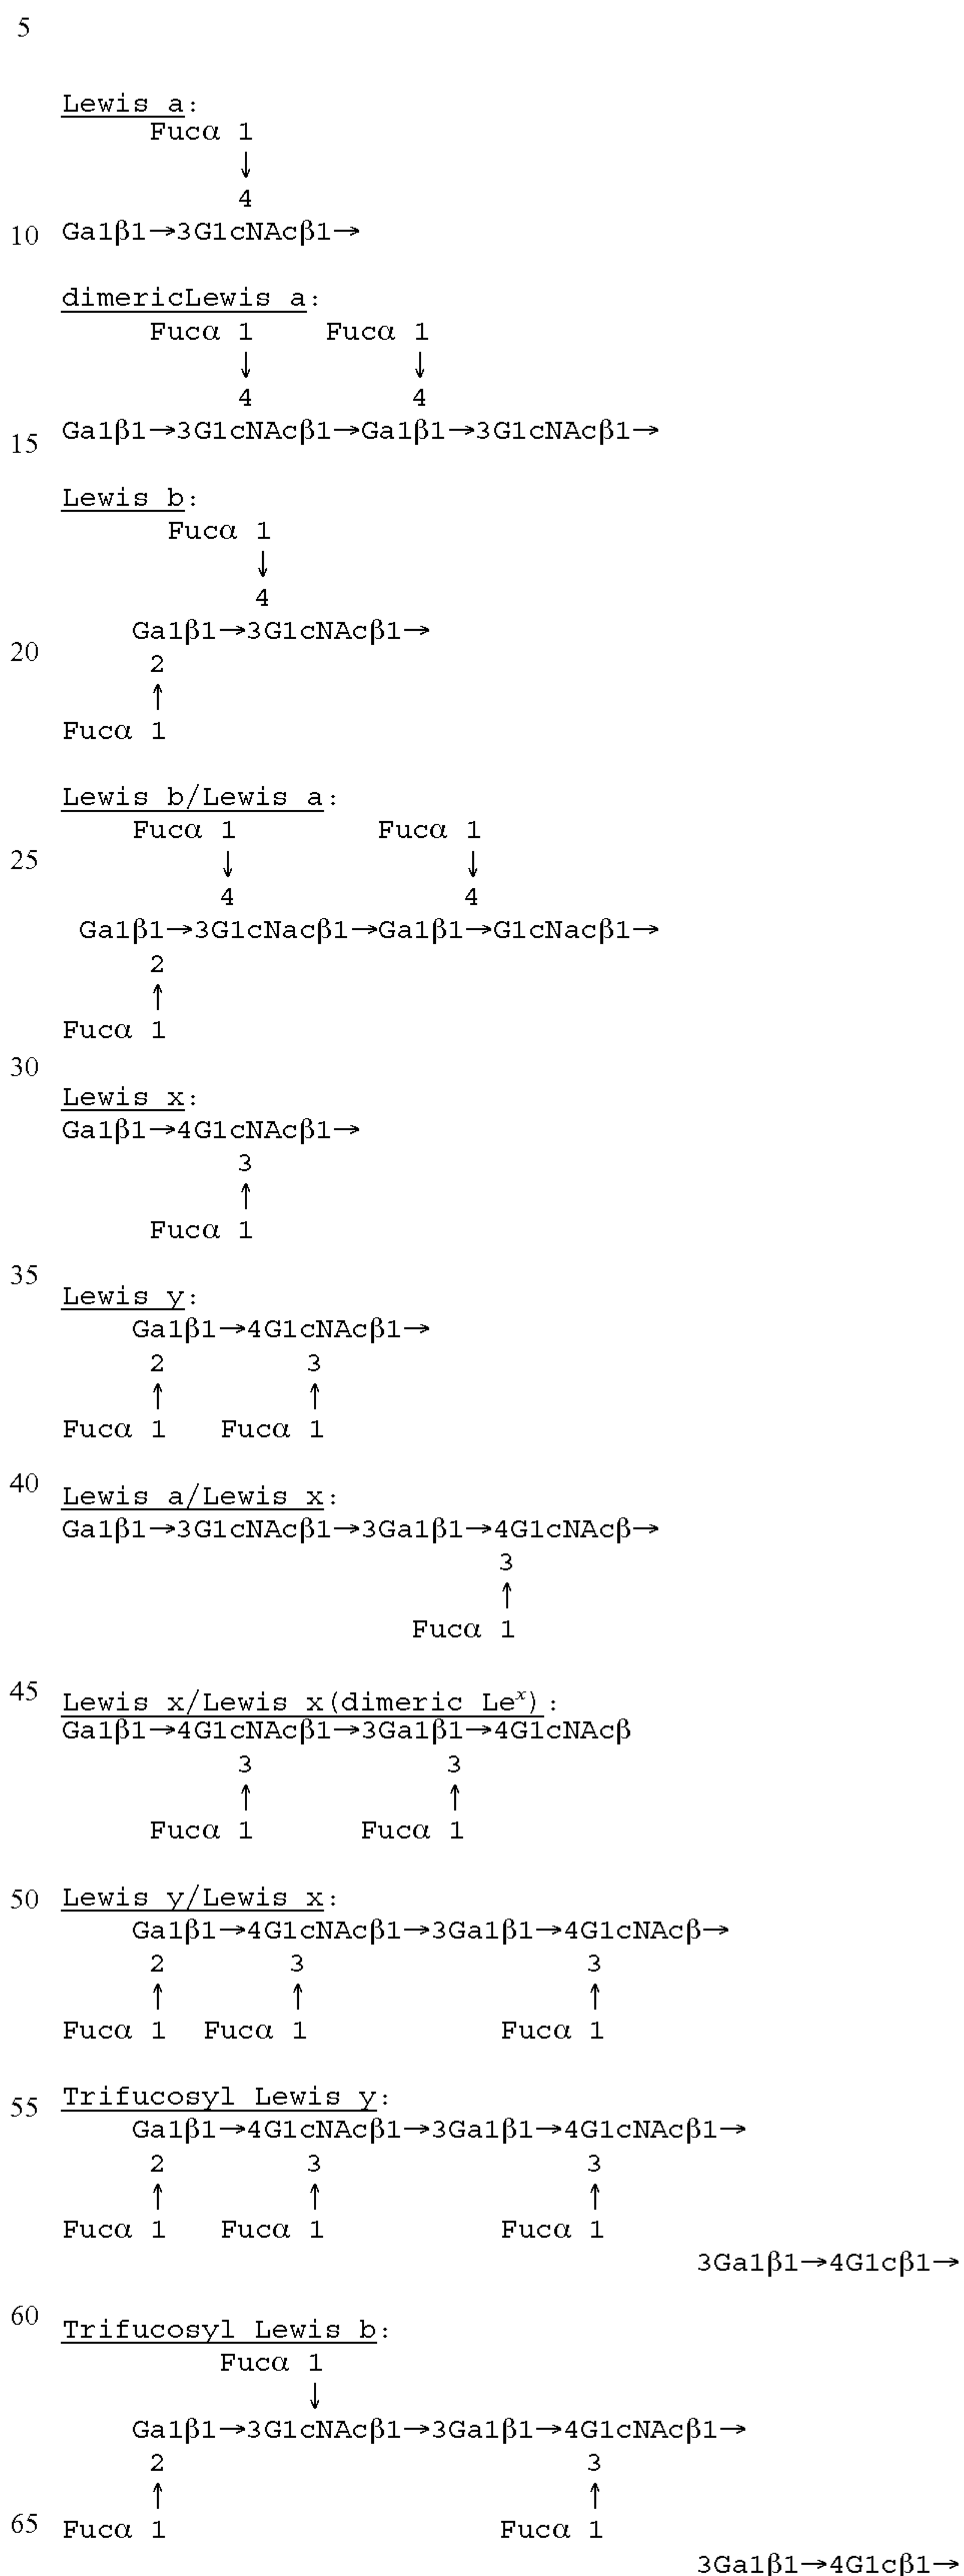 5
Lewis a:
Fucα 1
↓
4
10 Ga1β1→3G1cNAcβ1→
dimericLewis a:
Fucα 1 Fucα 1
↓ ↓
4 4
15 Ga1β1→3G1cNAcβ1→Ga1β1→3G1cNAcβ1→
Lewis b:
Fucα 1
↓
4
Ga1β1→3G1cNAcβ1→
20
2
↑
Fucα 1
Lewis b/Lewis a:
Fucα 1 Fucα 1
25 ↓ ↓
4 4
Ga1β1→3G1cNacβ1→Ga1β1→G1cNacβ1→
2
↑
Fucα 1
30
Lewis x:
Ga1β1→4G1cNAcβ1→
3
↑
Fucα 1
35
Lewis y:
Ga1β1→4G1cNAcβ1→
2 3
↑ ↑
Fucα 1 Fucα 1
40
Lewis a/Lewis x:
Ga1β1→3G1cNAcβ1→3Ga1β1→4G1cNAcβ→
3
↑
Fucα 1
45 Lewis x/Lewis x(dimeric Leˣ):
Ga1β1→4G1cNAcβ1→3Ga1β1→4G1cNAcβ
3 3
↑ ↑
Fucα 1 Fucα 1
50 Lewis y/Lewis x:
Ga1β1→4G1cNAcβ1→3Ga1β1→4G1cNAcβ→
2 3 3
↑ ↑ ↑
Fucα 1 Fucα 1 Fucα 1
55 Trifucosyl Lewis y:
Ga1β1→4G1cNAcβ1→3Ga1β1→4G1cNAcβ1→
2 3 3
↑ ↑ ↑
Fucα 1 Fucα 1 Fucα 1
3Ga1β1→4G1cβ1→
60 Trifucosyl Lewis b:
Fucα 1
↓
Ga1β1→3G1cNAcβ1→3Ga1β1→4G1cNAcβ1→
2 3
↑ ↑
65 Fucα 1 Fucα 1
3Ga1β1→4G1cβ1→